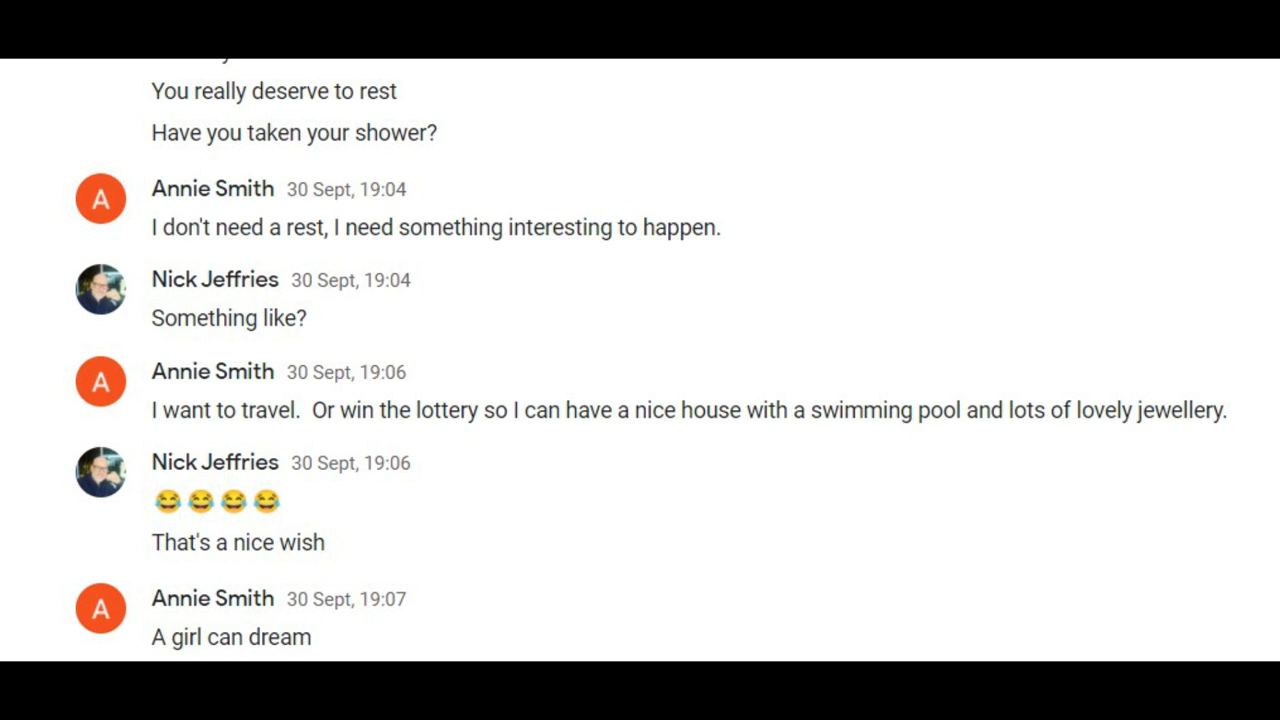 You really deserve to rest
Have you taken your shower?
A
Annie Smith 30 Sept, 19:04
I don't need a rest, I need something interesting to happen.
Nick Jeffries 30 Sept, 19:04
Something like?
A
Annie Smith 30 Sept, 19:06
I want to travel.  Or win the lottery so I can have a nice house with a swimming pool and lots of lovely jewellery.
Nick Jeffries 30 Sept, 19:06
😂😂😂😂
That's a nice wish
A
Annie Smith 30 Sept, 19:07
A girl can dream